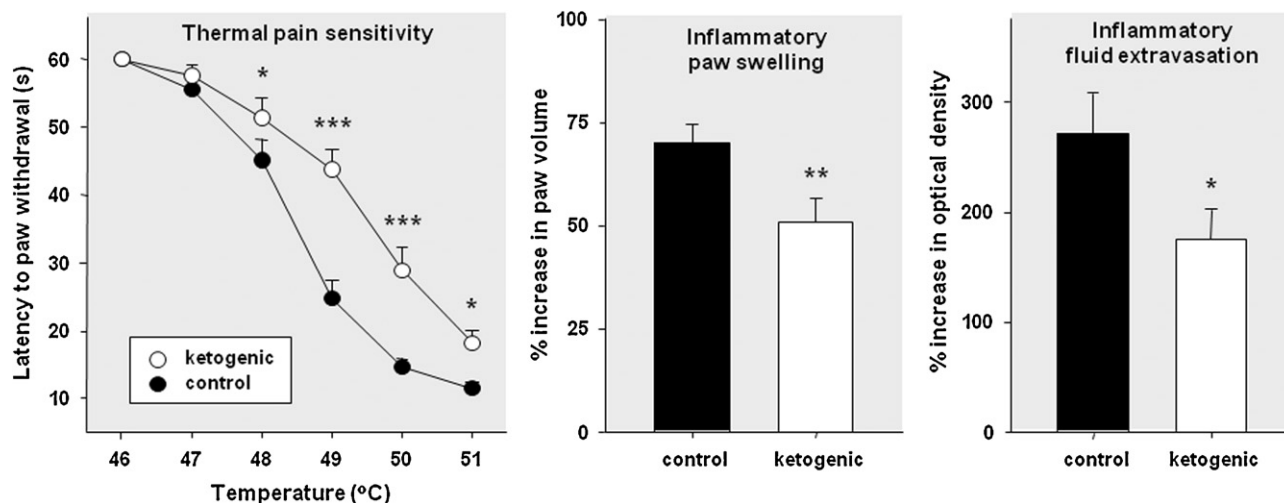 Thermal pain sensitivity
Latency to paw withdrawal (s)
60
50
40
30
20
10
*
***
***
*
ketogenic
control
46 47 48 49 50 51
Temperature (ºC)
Inflammatory
paw swelling
% increase in paw volume
100
75
50
25
0
**
control ketogenic
Inflammatory
fluid extravasation
% increase in optical density
300
200
100
0
*
control ketogenic